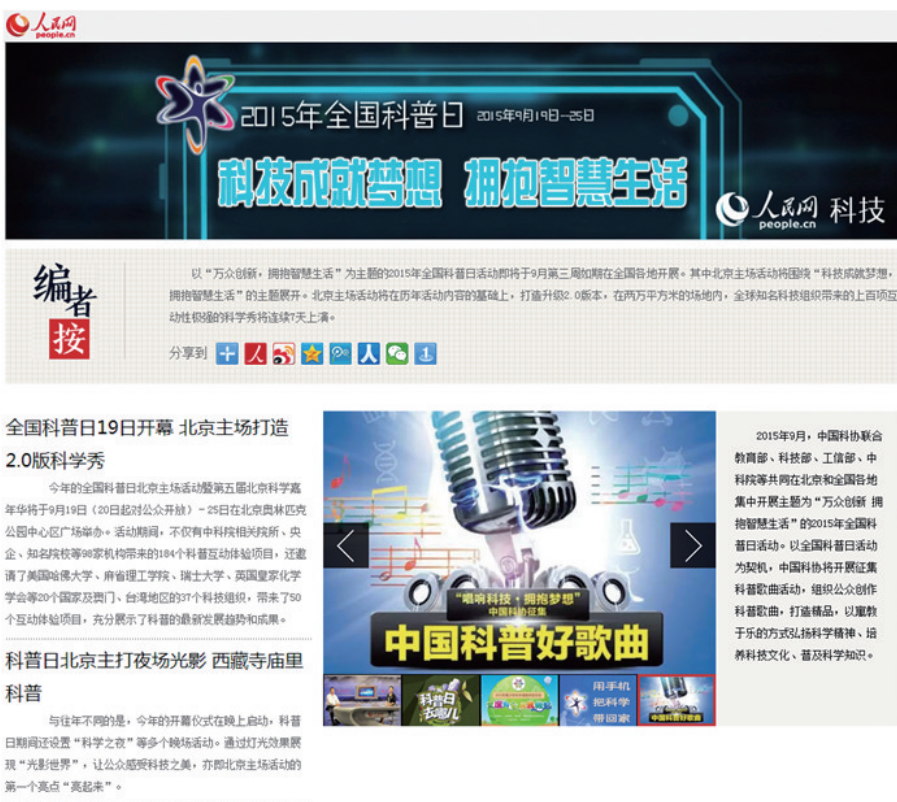 人民网
people.cn
2015年全国科普日 2015年9月19日--25日
科技成就梦想 拥抱智慧生活
人民网 科技
people.cn
编者按
以“万众创新，拥抱智慧生活”为主题的2015年全国科普日活动即将于9月第三周如期在全国各地开展。其中北京主场活动将围绕“科技成就梦想，
拥抱智慧生活”的主题展开。北京主场活动将在历年活动内容的基础上，打造升级2.0版本，在两万平方米的场地内，全球知名科技组织带来的上百项互
动性极强的科学秀将连续7天上演。
分享到
全国科普日19日开幕 北京主场打造
2.0版科学秀
今年的全国科普日北京主场活动暨第五届北京科学嘉
年华将于9月19日（20日起对公众开放）－25日在北京奥林匹克
公园中心区广场举办。活动期间，不仅有中科院相关院所、央
企、知名院校等98家机构带来的184个科普互动体验项目，还邀
请了美国哈佛大学、麻省理工学院、瑞士大学、英国皇家化学
学会等20个国家及澳门、台湾地区的37个科技组织，带来了50
个互动体验项目，充分展示了科普的最新发展趋势和成果。
科普日北京主打夜场光影 西藏寺庙里
科普
与往年不同的是，今年的开幕仪式在晚上启动，科普
日期间还设置“科学之夜”等多个晚场活动。通过灯光效果展
现“光影世界”，让公众感受科技之美，亦即北京主场活动的
第一个亮点“亮起来”。
“唱响科技·拥抱梦想”
中国科协征集
中国科普好歌曲
科普日
去哪儿
用手机
把科学
带回家
中国科普好歌曲
2015年9月，中国科协联合
教育部、科技部、工信部、中
科院等共同在北京和全国各地
集中开展主题为“万众创新 拥
抱智慧生活”的2015年全国科
普日活动。以全国科普日活动
为契机，中国科协将开展征集
科普歌曲活动，组织公众创作
科普歌曲，打造精品，以寓教
于乐的方式弘扬科学精神、培
养科技文化、普及科学知识。